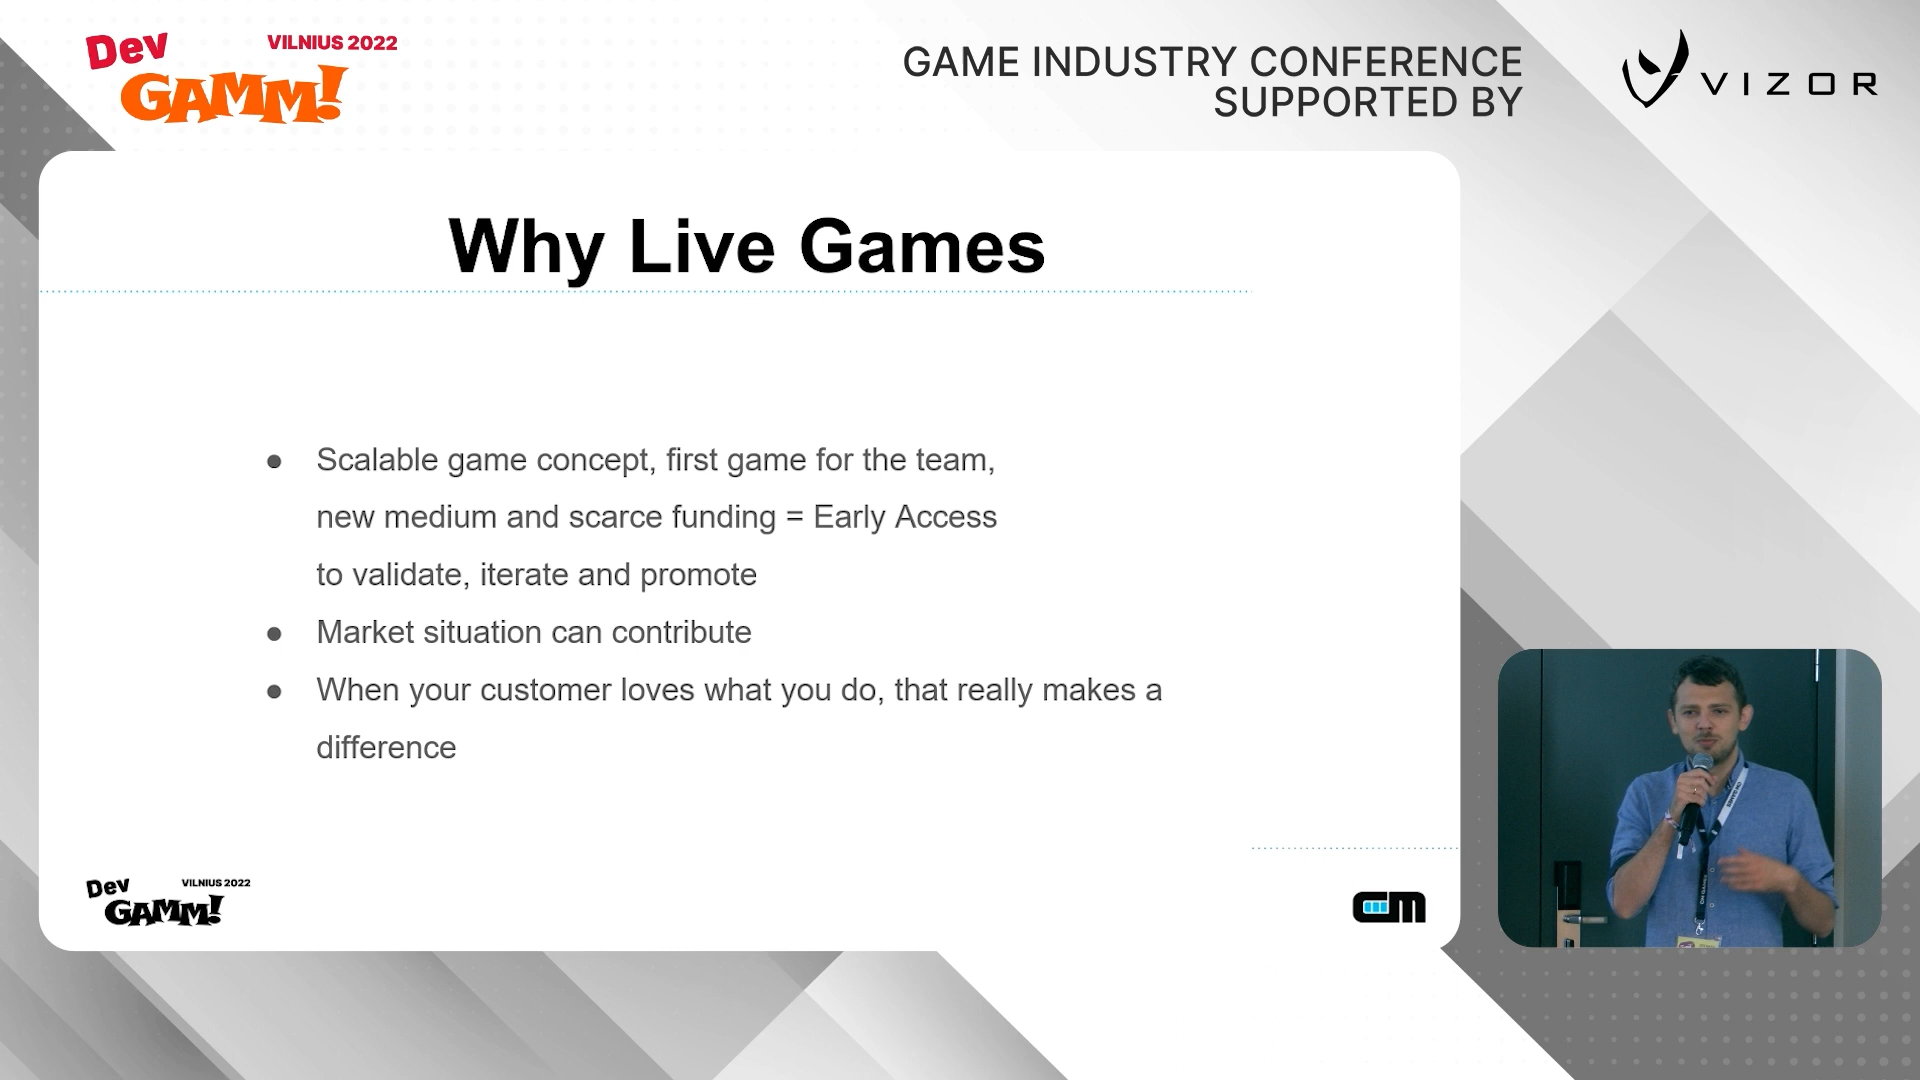 Dev
VILNIUS 2022
GAMM!
GAME INDUSTRY CONFERENCE
SUPPORTED BY
VIZOR
Why Live Games
● Scalable game concept, first game for the team,
new medium and scarce funding = Early Access
to validate, iterate and promote
● Market situation can contribute
● When your customer loves what you do, that really makes a
difference
Dev
VILNIUS 2022
GAMM!